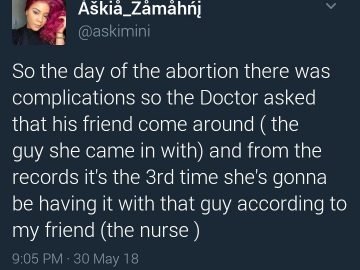 Aškiå_Zåmåhńį
@askimini
So the day of the abortion there was
complications so the Doctor asked
that his friend come around ( the
guy she came in with) and from the
records it's the 3rd time she's gonna
be having it with that guy according to
my friend (the nurse )
9:05 PM · 30 May 18